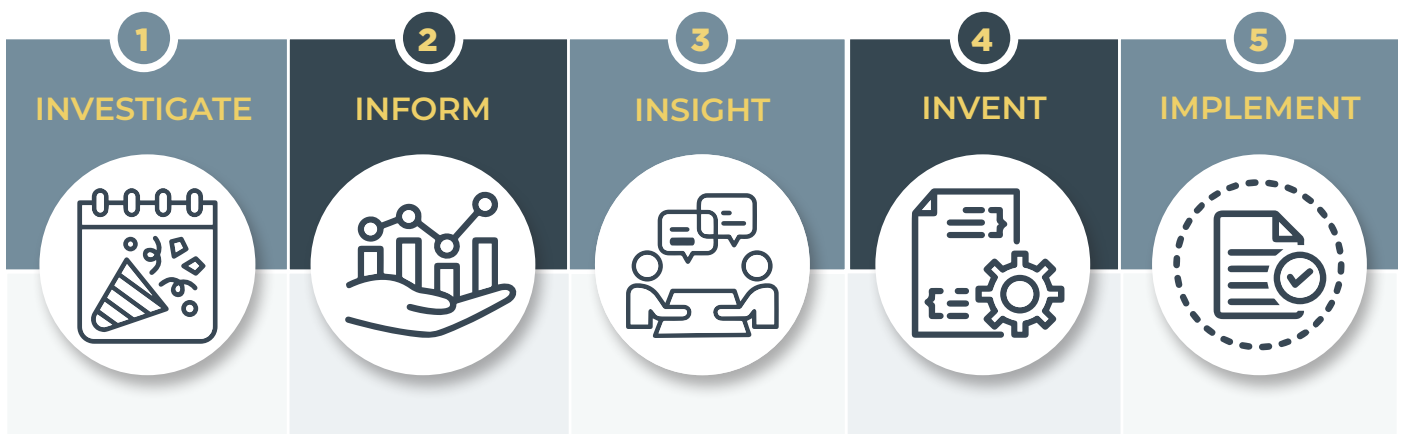 1
INVESTIGATE
2
INFORM
3
INSIGHT
4
INVENT
5
IMPLEMENT